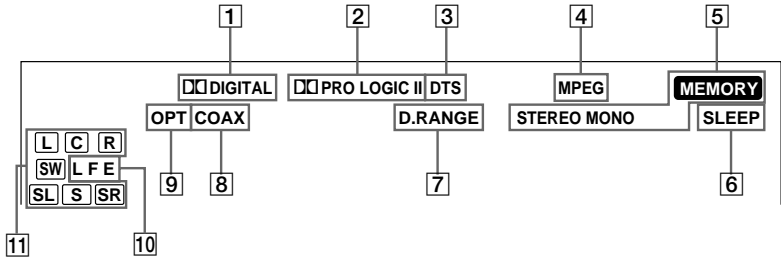 1 2 3 4 5
DIGITAL PRO LOGIC II DTS MPEG MEMORY
OPT COAX D.RANGE STEREO MONO SLEEP
L C R
SW L F E
SL S SR
9 8 7 6
11 10